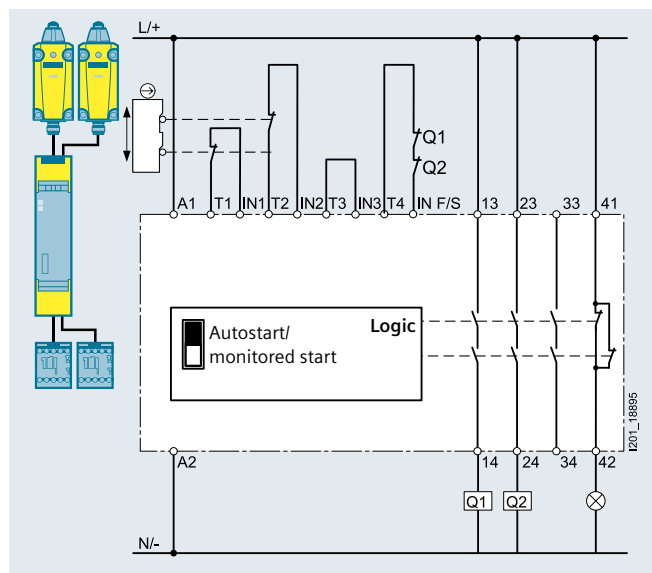 L/+
Q1
Q2
A1 T1 IN1 T2 IN2 T3 IN3 T4 IN F/S 13 23 33 41
Autostart/ Logic
monitored start
I201_18895
A2 14 24 34 42
Q1 Q2
N/-